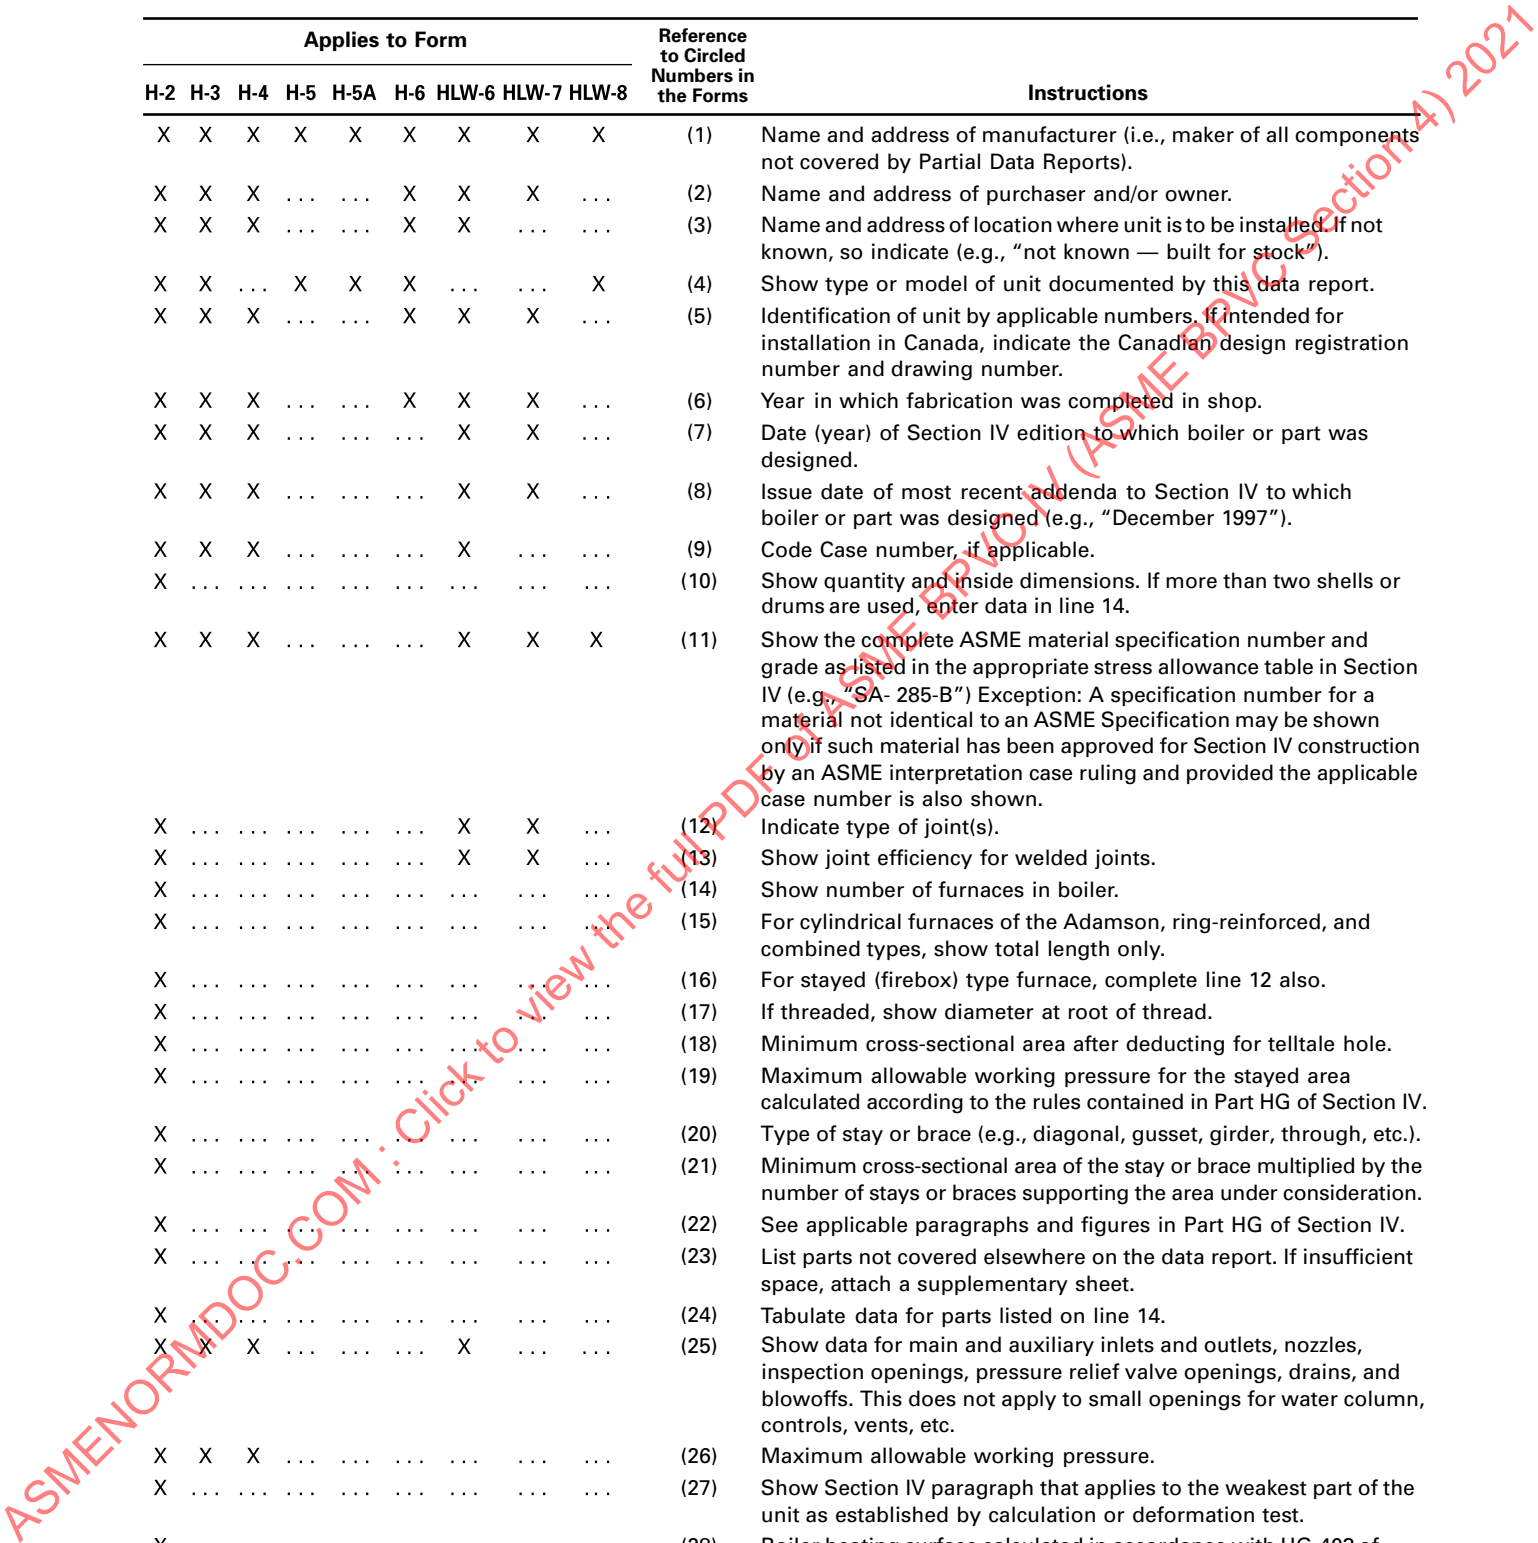 Applies to Form
Reference
to Circled
Numbers in
the Forms
H-2 H-3 H-4 H-5 H-5A H-6 HLW-6 HLW-7 HLW-8
Instructions
X X X X X X X X X (1) Name and address of manufacturer (i.e., maker of all components
not covered by Partial Data Reports).
X X X ... ... X X X ... (2) Name and address of purchaser and/or owner.
X X X ... ... X X ... ... (3) Name and address of location where unit is to be installed. If not
known, so indicate (e.g., “not known — built for stock”).
X X ... X X X ... ... X (4) Show type or model of unit documented by this data report.
X X X ... ... X X X ... (5) Identification of unit by applicable numbers. If intended for
installation in Canada, indicate the Canadian design registration
number and drawing number.
X X X ... ... X X X ... (6) Year in which fabrication was completed in shop.
X X X ... ... ... X X ... (7) Date (year) of Section IV edition to which boiler or part was
designed.
X X X ... ... ... X X ... (8) Issue date of most recent addenda to Section IV to which
boiler or part was designed (e.g., “December 1997”).
X X X ... ... ... X ... ... (9) Code Case number, if applicable.
X ... ... ... ... ... ... ... ... (10) Show quantity and inside dimensions. If more than two shells or
drums are used, enter data in line 14.
X X X ... ... ... X X X (11) Show the complete ASME material specification number and
grade as listed in the appropriate stress allowance table in Section
IV (e.g., “SA- 285-B”) Exception: A specification number for a
material not identical to an ASME Specification may be shown
only if such material has been approved for Section IV construction
by an ASME interpretation case ruling and provided the applicable
case number is also shown.
X ... ... ... ... ... X X ... (12) Indicate type of joint(s).
X ... ... ... ... ... X X ... (13) Show joint efficiency for welded joints.
X ... ... ... ... ... ... ... ... (14) Show number of furnaces in boiler.
X ... ... ... ... ... ... ... ... (15) For cylindrical furnaces of the Adamson, ring-reinforced, and
combined types, show total length only.
X ... ... ... ... ... ... ... ... (16) For stayed (firebox) type furnace, complete line 12 also.
X ... ... ... ... ... ... ... ... (17) If threaded, show diameter at root of thread.
X ... ... ... ... ... ... ... ... (18) Minimum cross-sectional area after deducting for telltale hole.
X ... ... ... ... ... ... ... ... (19) Maximum allowable working pressure for the stayed area
calculated according to the rules contained in Part HG of Section IV.
X ... ... ... ... ... ... ... ... (20) Type of stay or brace (e.g., diagonal, gusset, girder, through, etc.).
X ... ... ... ... ... ... ... ... (21) Minimum cross-sectional area of the stay or brace multiplied by the
number of stays or braces supporting the area under consideration.
X ... ... ... ... ... ... ... ... (22) See applicable paragraphs and figures in Part HG of Section IV.
X ... ... ... ... ... ... ... ... (23) List parts not covered elsewhere on the data report. If insufficient
space, attach a supplementary sheet.
X ... ... ... ... ... ... ... ... (24) Tabulate data for parts listed on line 14.
X X X ... ... ... X ... ... (25) Show data for main and auxiliary inlets and outlets, nozzles,
inspection openings, pressure relief valve openings, drains, and
blowoffs. This does not apply to small openings for water column,
controls, vents, etc.
X X X ... ... ... ... ... ... (26) Maximum allowable working pressure.
X ... ... ... ... ... ... ... ... (27) Show Section IV paragraph that applies to the weakest part of the
unit as established by calculation or deformation test.
X ... ... ... ... ... ... ... ... (28) Boiler heating surface calculated in accordance with HG-403 of
ASMENORMDOC.COM : Click to view the full PDF of ASME BPVC.IV (ASME BPVC Section 4) 2021